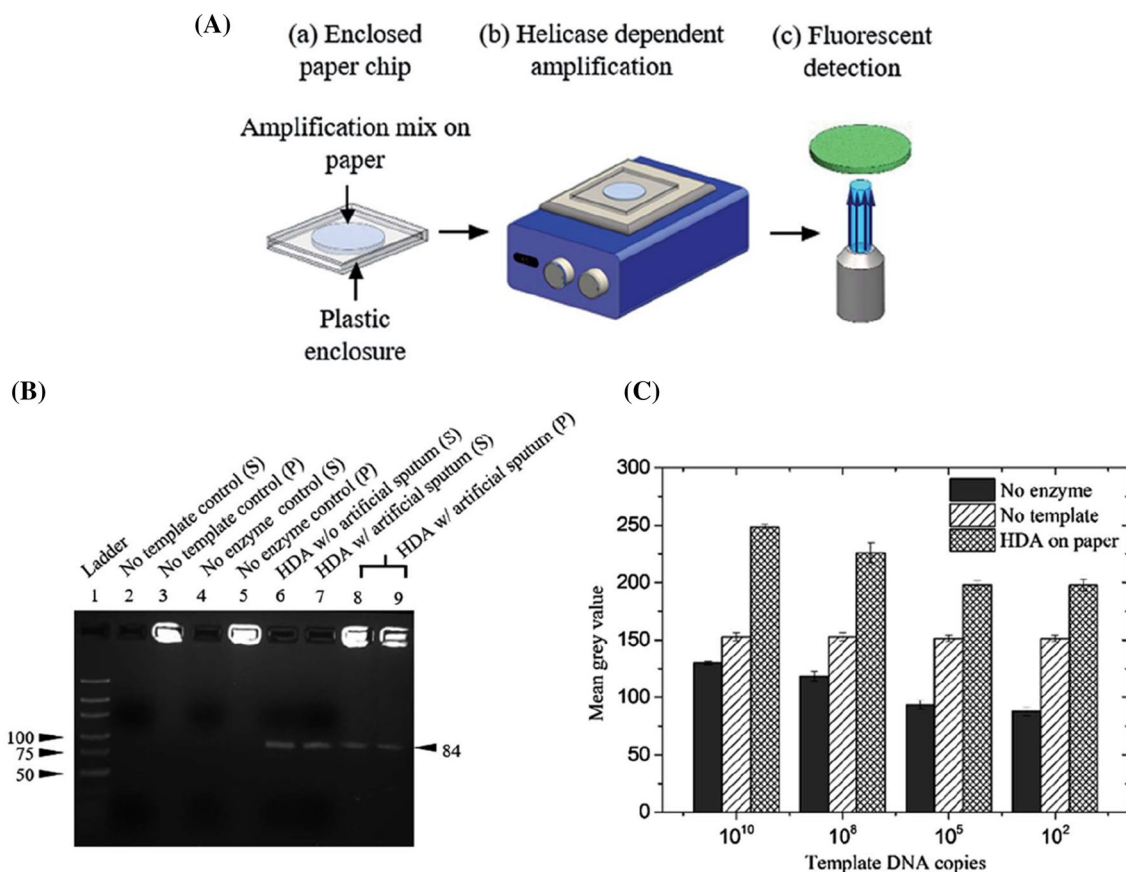 (A)
(a) Enclosed
paper chip
(b) Helicase dependent
amplification
(c) Fluorescent
detection
Amplification mix on
paper
Plastic
enclosure
(B)
Ladder
No template control (S)
No template control (P)
No enzyme control (S)
No enzyme control (P)
HDA w/o artificial sputum (S)
HDA w/ artificial sputum (S)
HDA w/ artificial sputum (P)
1 2 3 4 5 6 7 8 9
100
75
50
84
(C)
300
250
200
150
100
50
0
Mean grey value
No enzyme
No template
HDA on paper
10¹⁰ 10⁸ 10⁵ 10²
Template DNA copies